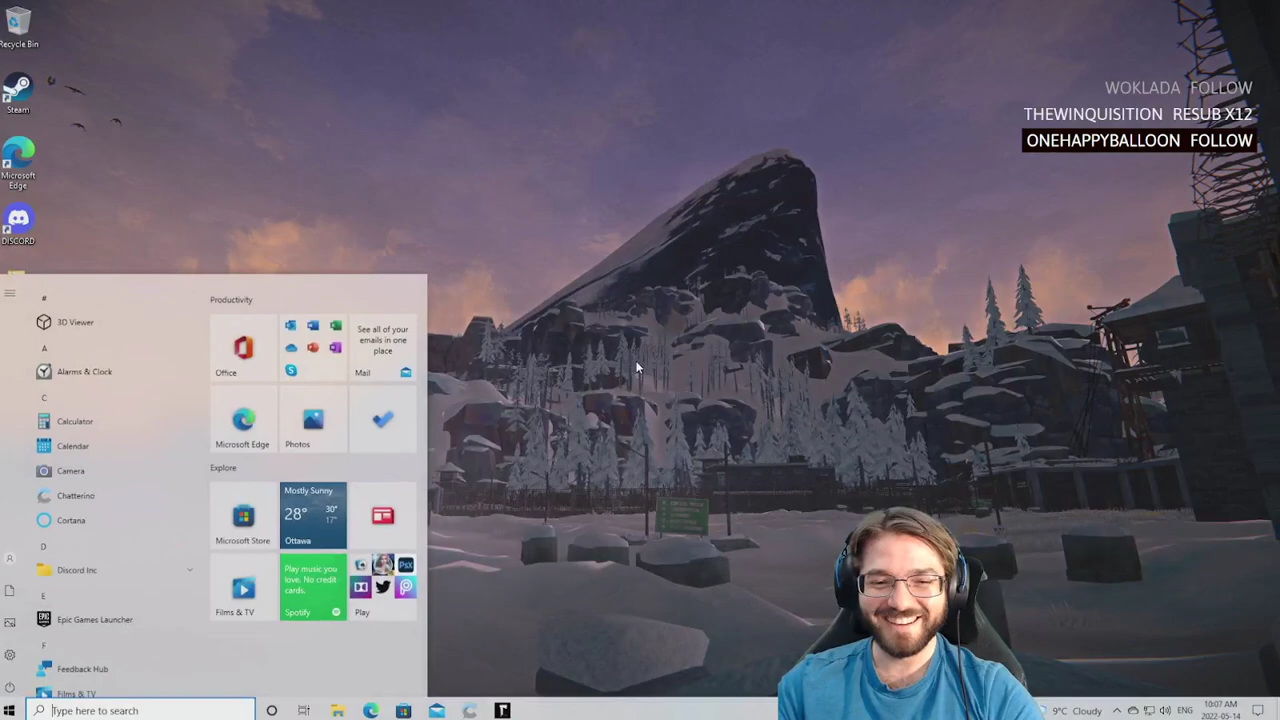 Recycle Bin
Steam
Microsoft
Edge
DISCORD
WOKLADA FOLLOW
THEWINQUISITION RESUB X12
ONEHAPPYBALLOON FOLLOW
#
3D Viewer
A
Alarms & Clock
C
Calculator
Calendar
Camera
Chatterino
Cortana
D
Discord Inc
E
Epic Games Launcher
F
Feedback Hub
Films & TV
Productivity
Office
See all of your
emails in one
place
Mail
Microsoft Edge
Photos
Explore
Microsoft Store
Mostly Sunny
28° 30°
17°
Ottawa
Films & TV
Play music you
love. No credit
cards.
Spotify
Play
Type here to search
9°C Cloudy
ENG
10:07 AM
2022-05-14